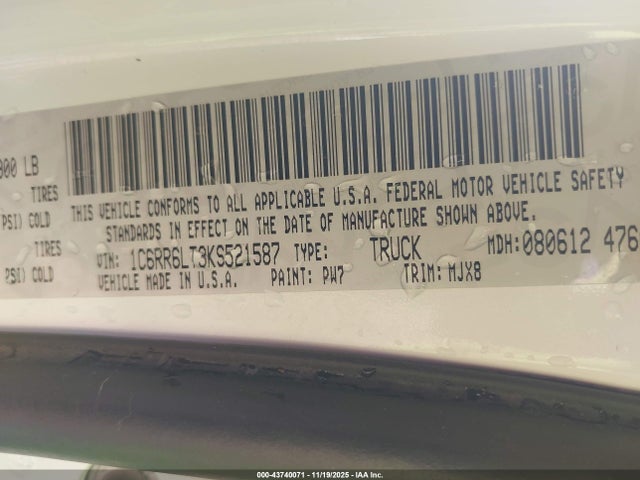 000 LB
TIRES
THIS VEHICLE CONFORMS TO ALL APPLICABLE U.S.A. FEDERAL MOTOR VEHICLE SAFETY
PSI) COLD
STANDARDS IN EFFECT ON THE DATE OF MANUFACTURE SHOWN ABOVE.
TIRES
VIN: 1C6RR6LT3KS521587 TYPE: TRUCK MDH: 080612 476
PSI) COLD
VEHICLE MADE IN U.S.A. PAINT: PW7 TRIM: MJX8
000-43740071 - 11/19/2025 - IAA Inc.